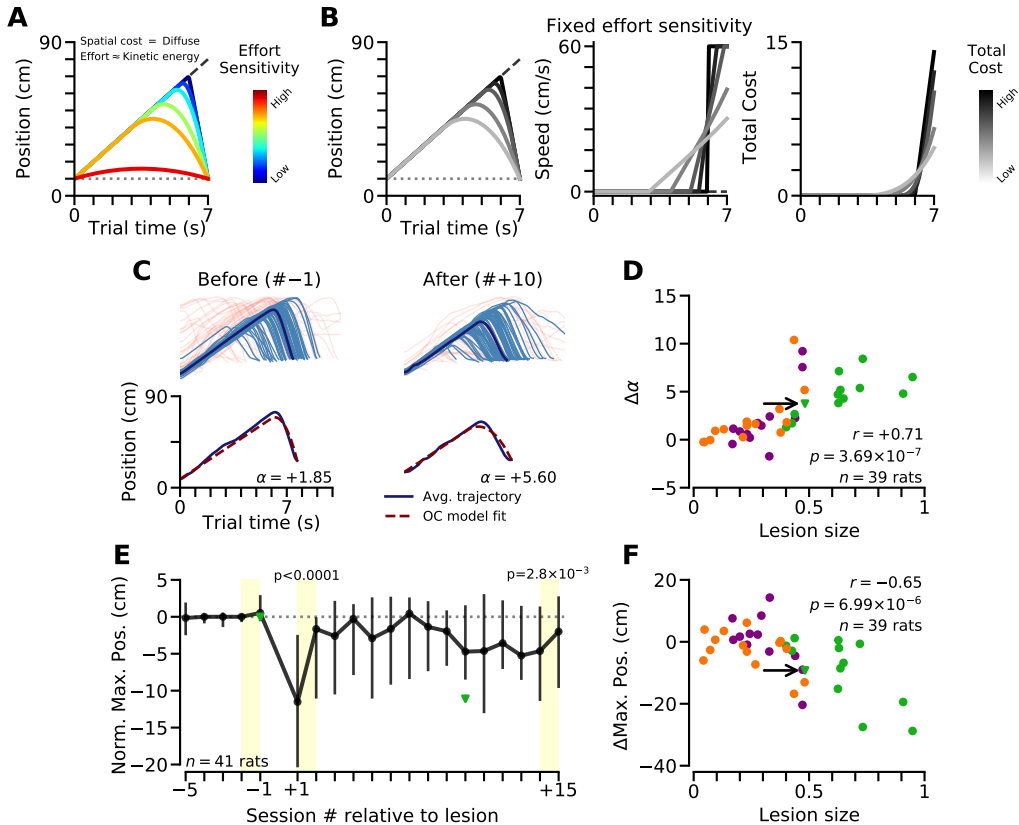 A
90
Position (cm)
0
Spatial cost = Diffuse
Effort ≈ Kinetic energy
0
7
Trial time (s)
Effort
Sensitivity
High
Low
B
Fixed effort sensitivity
90
Position (cm)
0
0
7
Trial time (s)
60
Speed (cm/s)
0
0
7
15
Total Cost
0
0
7
Total
Cost
High
Low
C
Before (#−1)
After (#+10)
90
Position (cm)
0
0
7
Trial time (s)
α = +1.85
α = +5.60
Avg. trajectory
OC model fit
D
15
10
5
0
−5
Δα
r = +0.71
p = 3.69×10⁻⁷
n = 39 rats
0
0.5
1
Lesion size
E
p<0.0001
p=2.8×10⁻³
5
0
−5
−10
−15
−20
Norm. Max. Pos. (cm)
n = 41 rats
−5
−1
+1
+15
Session # relative to lesion
F
20
0
−20
−40
ΔMax. Pos. (cm)
r = −0.65
p = 6.99×10⁻⁶
n = 39 rats
0
0.5
1
Lesion size